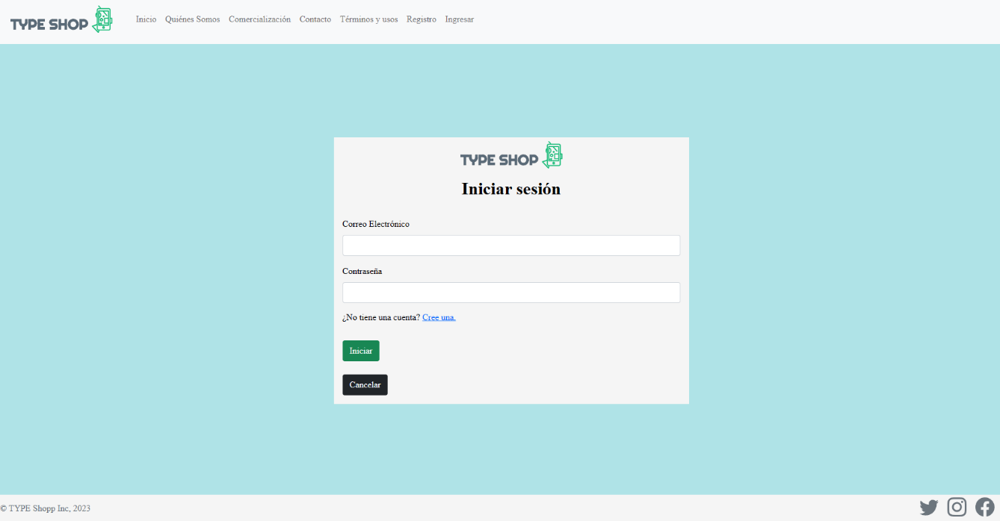 TYPE SHOP
Inicio Quiénes Somos Comercialización Contacto Términos y usos Registro Ingresar
TYPE SHOP
Iniciar sesión
Correo Electrónico
Contraseña
¿No tiene una cuenta? Cree una.
Iniciar
Cancelar
© TYPE Shopp Inc, 2023